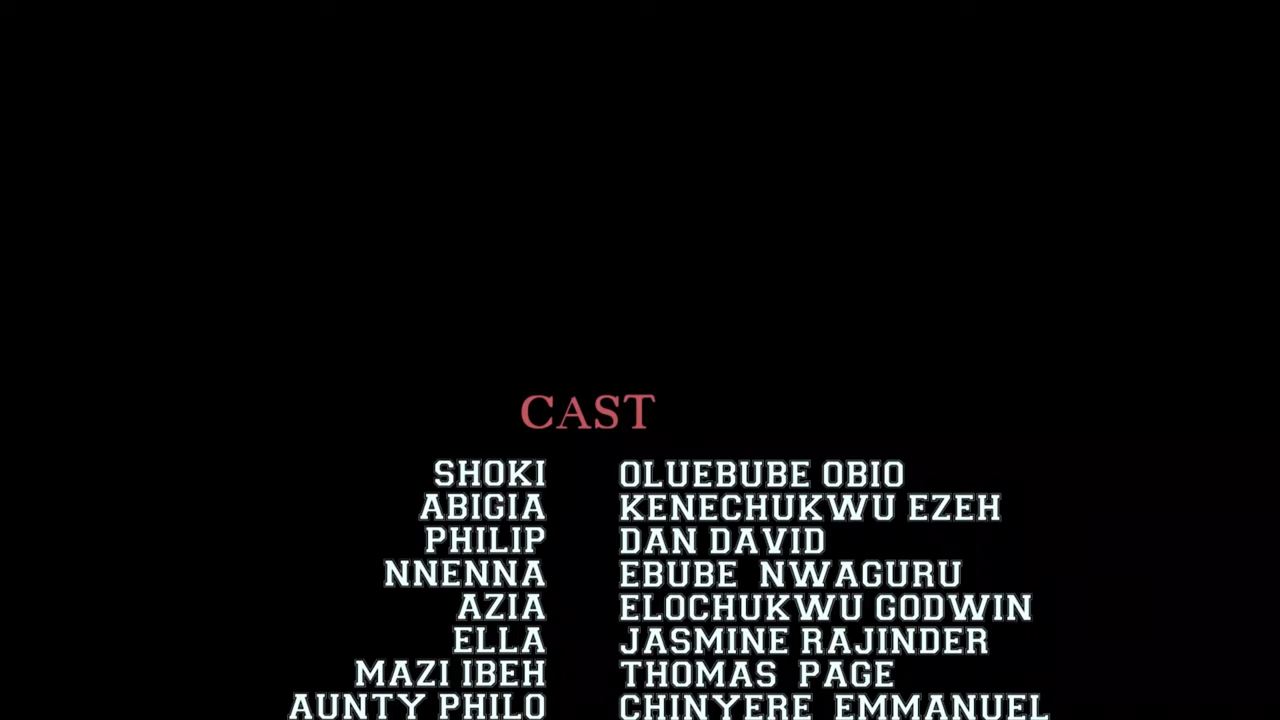 CAST
SHOKI OLUEBUBE OBIO
ABIGIA KENECHUKWU EZEH
PHILIP DAN DAVID
NNENNA EBUBE NWAGURU
AZIA ELOCHUKWU GODWIN
ELLA JASMINE RAJINDER
MAZI IBEH THOMAS PAGE
AUNTY PHILO CHINYERE EMMANUEL